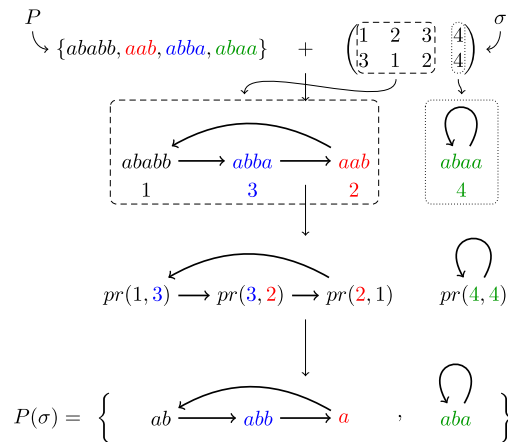 P σ
{ababb, aab, abba, abaa} + (1 2 3 4)
(3 1 2 4)
ababb abba aab abaa
1 3 2 4
pr(1,3) pr(3,2) pr(2,1) pr(4,4)
P(σ) = { ab abb a , aba }